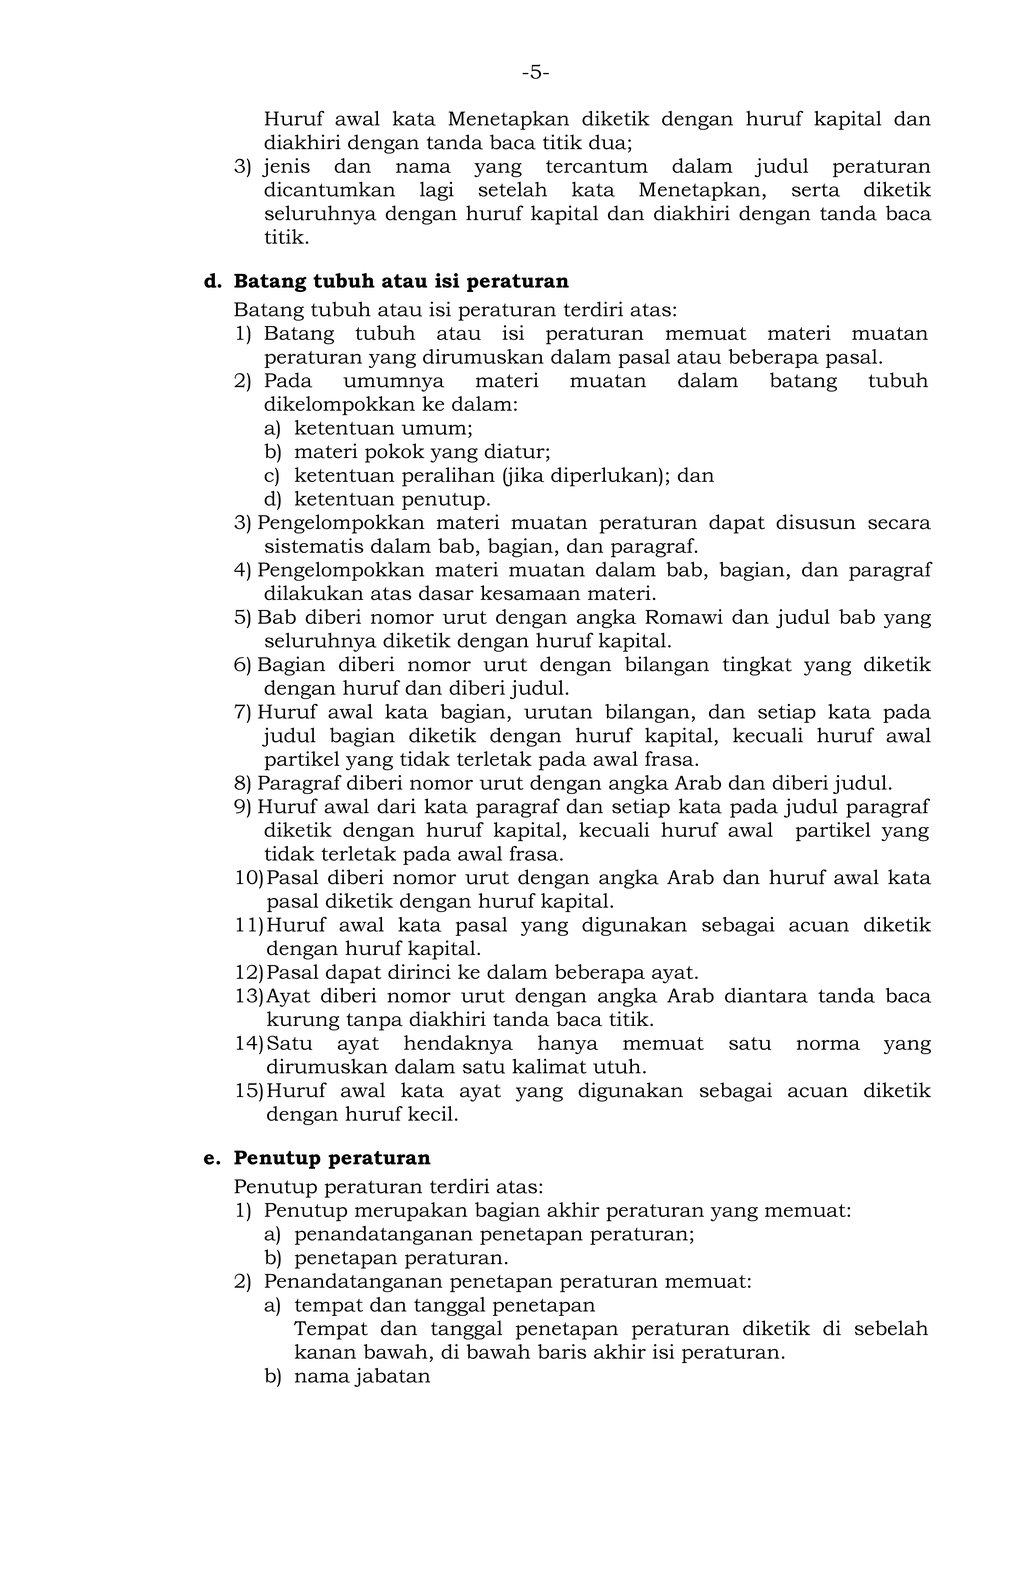 -5-
Huruf awal kata Menetapkan diketik dengan huruf kapital dan
diakhiri dengan tanda baca titik dua;
3) jenis dan nama yang tercantum dalam judul peraturan
dicantumkan lagi setelah kata Menetapkan, serta diketik
seluruhnya dengan huruf kapital dan diakhiri dengan tanda baca
titik.
d. Batang tubuh atau isi peraturan
Batang tubuh atau isi peraturan terdiri atas:
1) Batang tubuh atau isi peraturan memuat materi muatan
peraturan yang dirumuskan dalam pasal atau beberapa pasal.
2) Pada umumnya materi muatan dalam batang tubuh
dikelompokkan ke dalam:
a) ketentuan umum;
b) materi pokok yang diatur;
c) ketentuan peralihan (jika diperlukan); dan
d) ketentuan penutup.
3) Pengelompokkan materi muatan peraturan dapat disusun secara
sistematis dalam bab, bagian, dan paragraf.
4) Pengelompokkan materi muatan dalam bab, bagian, dan paragraf
dilakukan atas dasar kesamaan materi.
5) Bab diberi nomor urut dengan angka Romawi dan judul bab yang
seluruhnya diketik dengan huruf kapital.
6) Bagian diberi nomor urut dengan bilangan tingkat yang diketik
dengan huruf dan diberi judul.
7) Huruf awal kata bagian, urutan bilangan, dan setiap kata pada
judul bagian diketik dengan huruf kapital, kecuali huruf awal
partikel yang tidak terletak pada awal frasa.
8) Paragraf diberi nomor urut dengan angka Arab dan diberi judul.
9) Huruf awal dari kata paragraf dan setiap kata pada judul paragraf
diketik dengan huruf kapital, kecuali huruf awal partikel yang
tidak terletak pada awal frasa.
10)Pasal diberi nomor urut dengan angka Arab dan huruf awal kata
pasal diketik dengan huruf kapital.
11)Huruf awal kata pasal yang digunakan sebagai acuan diketik
dengan huruf kapital.
12)Pasal dapat dirinci ke dalam beberapa ayat.
13)Ayat diberi nomor urut dengan angka Arab diantara tanda baca
kurung tanpa diakhiri tanda baca titik.
14)Satu ayat hendaknya hanya memuat satu norma yang
dirumuskan dalam satu kalimat utuh.
15)Huruf awal kata ayat yang digunakan sebagai acuan diketik
dengan huruf kecil.
e. Penutup peraturan
Penutup peraturan terdiri atas:
1) Penutup merupakan bagian akhir peraturan yang memuat:
a) penandatanganan penetapan peraturan;
b) penetapan peraturan.
2) Penandatanganan penetapan peraturan memuat:
a) tempat dan tanggal penetapan
Tempat dan tanggal penetapan peraturan diketik di sebelah
kanan bawah, di bawah baris akhir isi peraturan.
b) nama jabatan